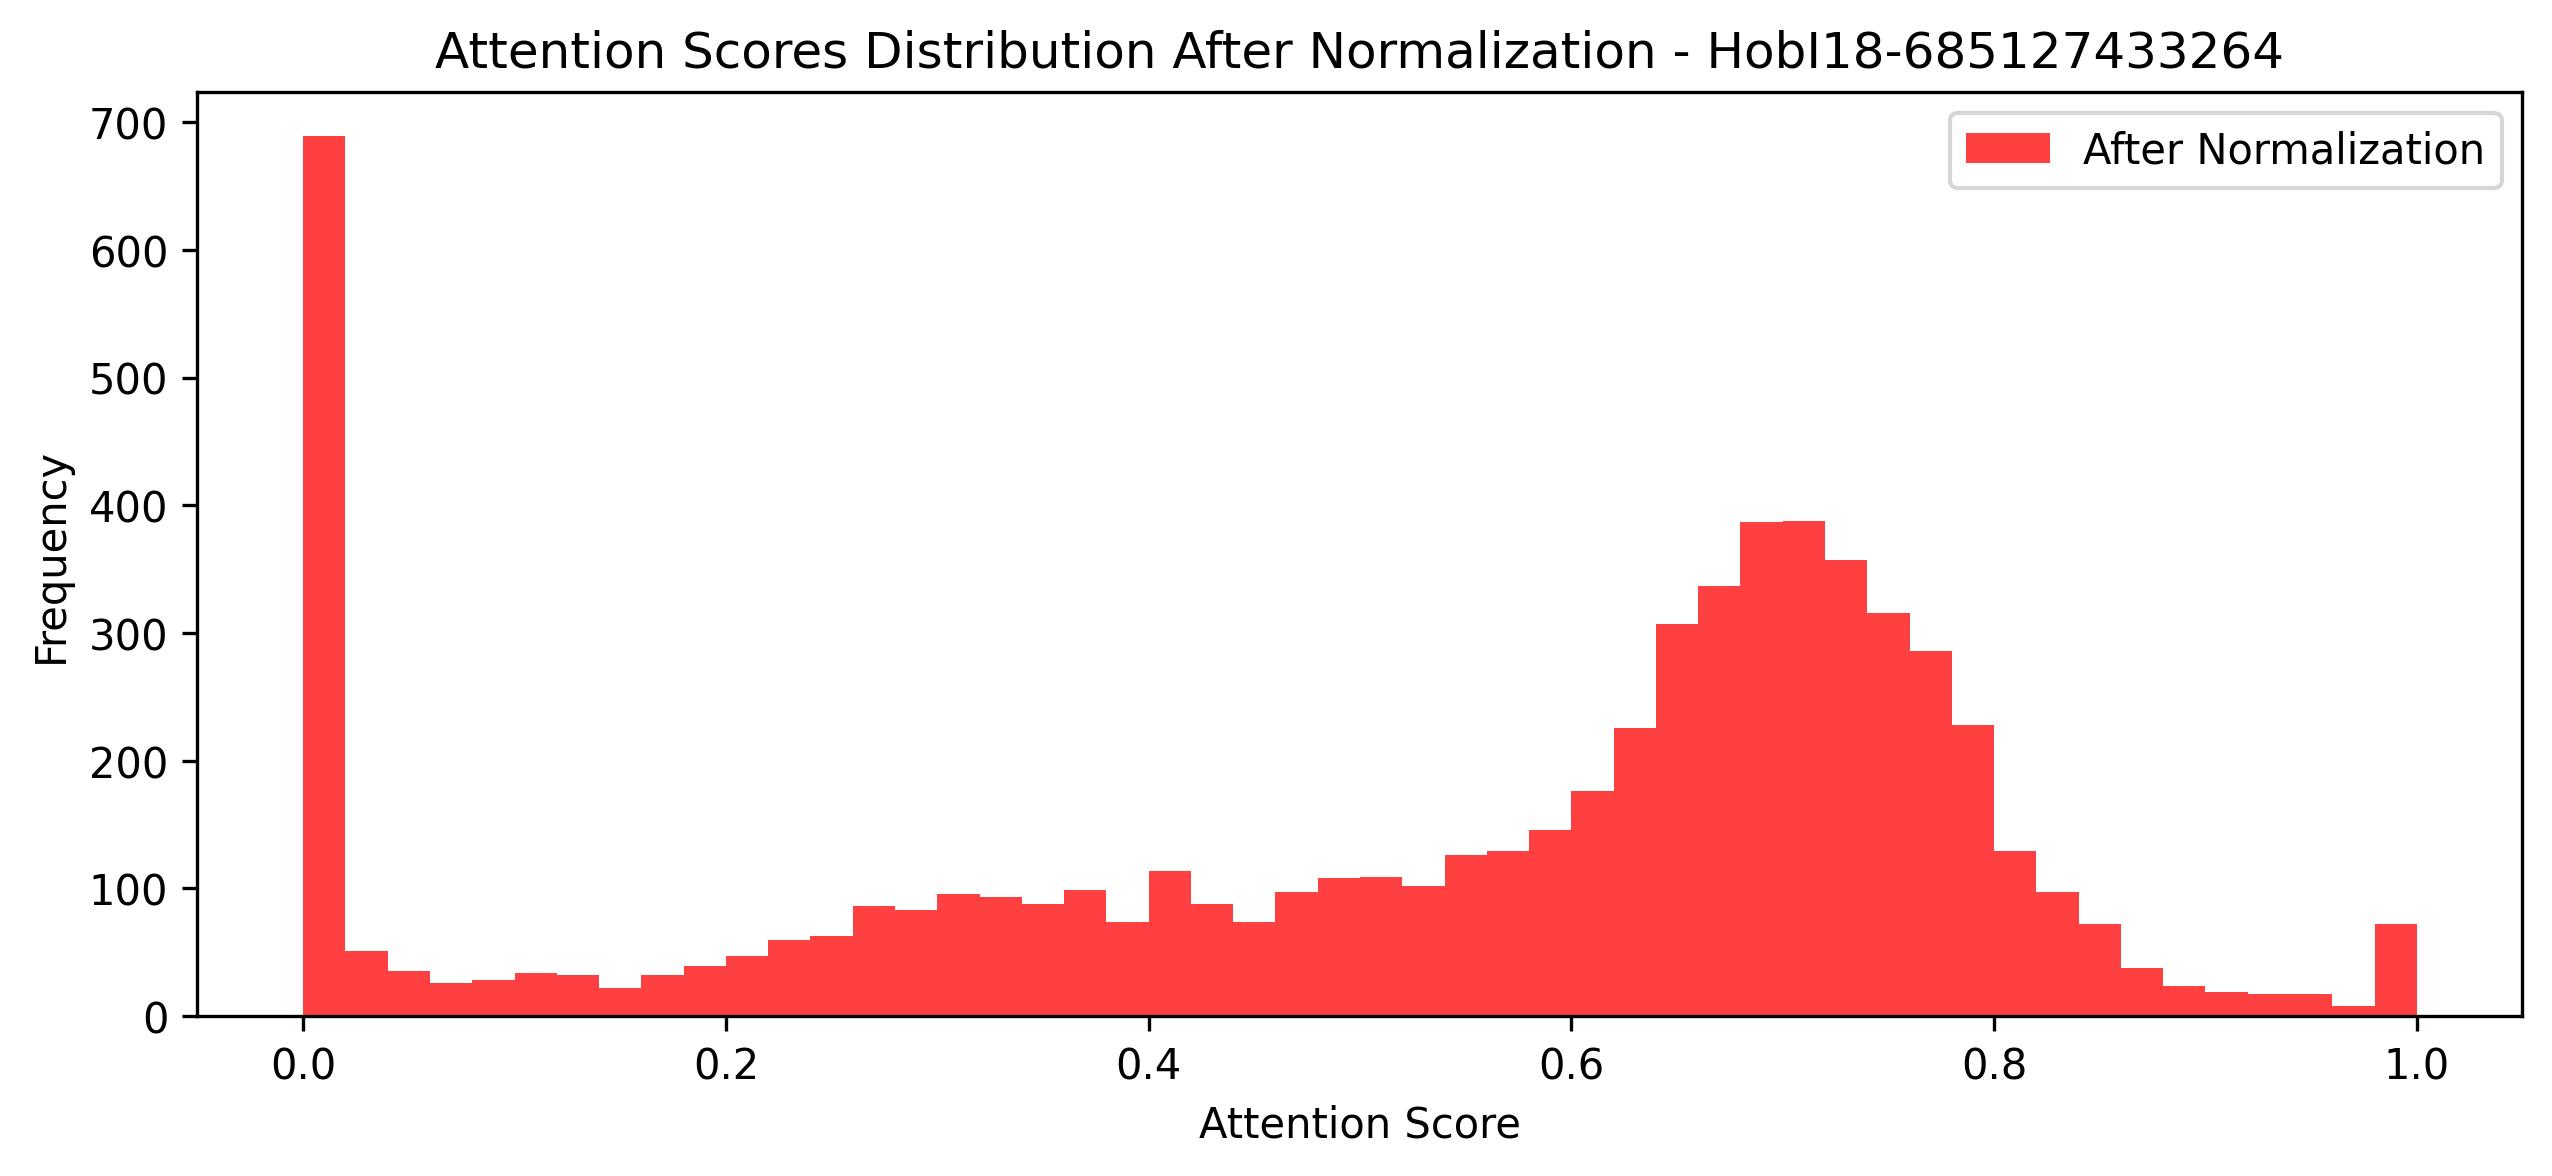 Attention Scores Distribution After Normalization - HobI18-685127433264
After Normalization
700
600
500
400
300
200
100
0
Frequency
0.0 0.2 0.4 0.6 0.8 1.0
Attention Score